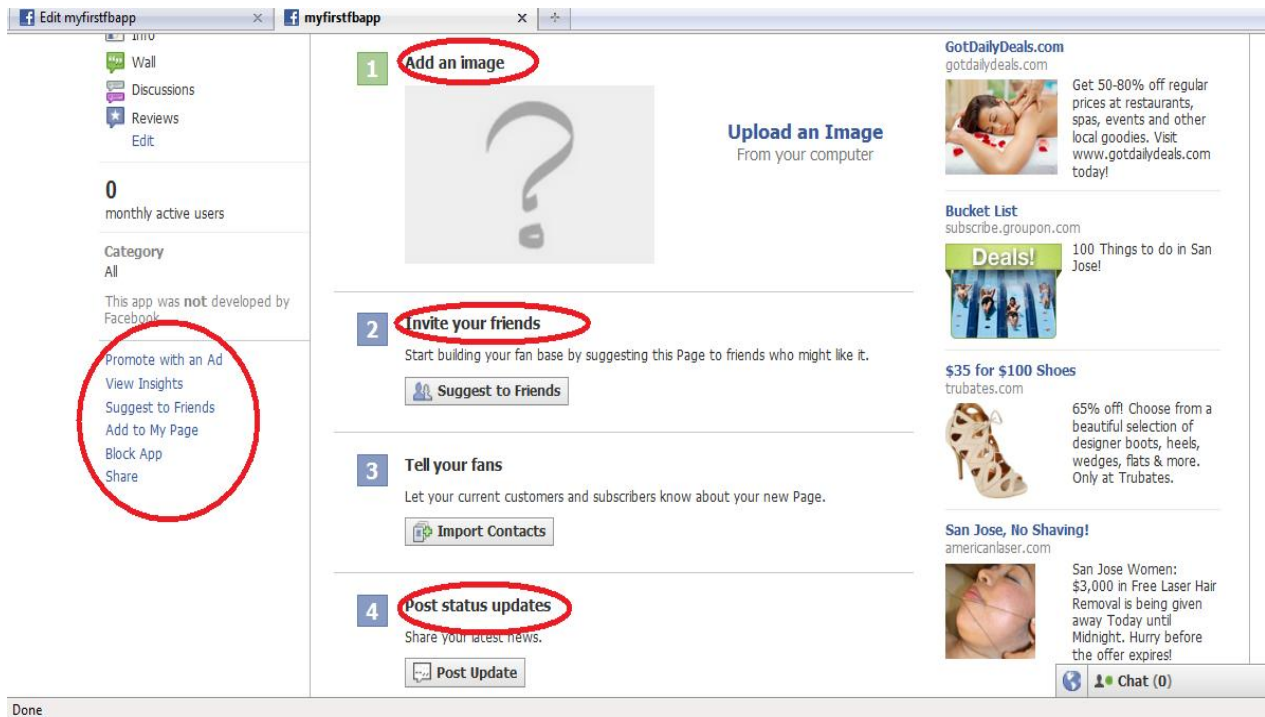 Edit myfirstfbapp
myfirstfbapp
Info
Wall
Discussions
Reviews
Edit
0
monthly active users
Category
All
This app was not developed by
Facebook
Promote with an Ad
View Insights
Suggest to Friends
Add to My Page
Block App
Share
1
Add an image
Upload an Image
From your computer
2
Invite your friends
Start building your fan base by suggesting this Page to friends who might like it.
Suggest to Friends
3
Tell your fans
Let your current customers and subscribers know about your new Page.
Import Contacts
4
Post status updates
Share your latest news.
Post Update
GotDailyDeals.com
gotdailydeals.com
Get 50-80% off regular
prices at restaurants,
spas, events and other
local goodies. Visit
www.gotdailydeals.com
today!
Bucket List
subscribe.groupon.com
Deals!
100 Things to do in San
Jose!
$35 for $100 Shoes
trubates.com
65% off! Choose from a
beautiful selection of
designer boots, heels,
wedges, flats & more.
Only at Trubates.
San Jose, No Shaving!
americanlaser.com
San Jose Women:
$3,000 in Free Laser Hair
Removal is being given
away Today until
Midnight. Hurry before
the offer expires!
Chat (0)
Done